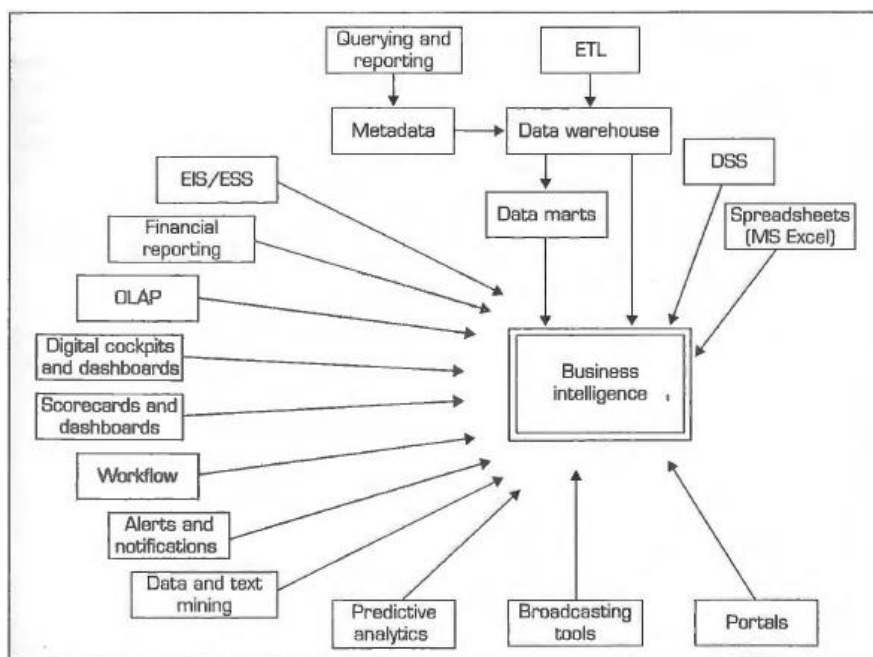 Querying and
reporting
ETL
Metadata
Data warehouse
DSS
EIS/ESS
Data marts
Spreadsheets
(MS Excel)
Financial
reporting
OLAP
Digital cockpits
and dashboards
Business
intelligence
Scorecards and
dashboards
Workflow
Alerts and
notifications
Data and text
mining
Predictive
analytics
Broadcasting
tools
Portals